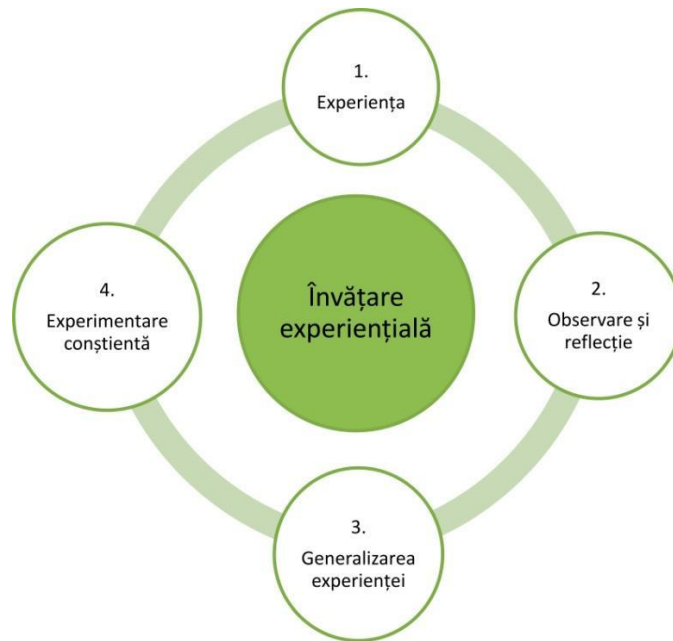 1.
Experiența
2.
Observare și
reflecție
3.
Generalizarea
experienței
4.
Experimentare
conștientă
Învățare
experiențială